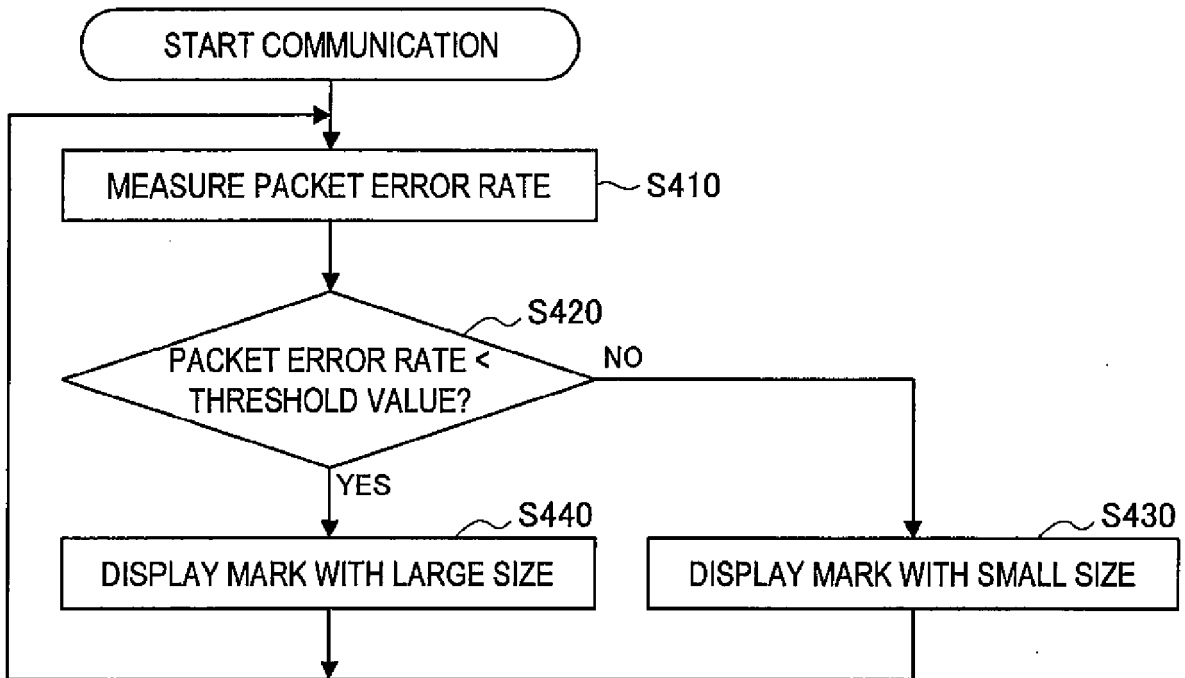 START COMMUNICATION
MEASURE PACKET ERROR RATE
S410
S420
PACKET ERROR RATE <
THRESHOLD VALUE?
NO
YES
S440
DISPLAY MARK WITH LARGE SIZE
S430
DISPLAY MARK WITH SMALL SIZE